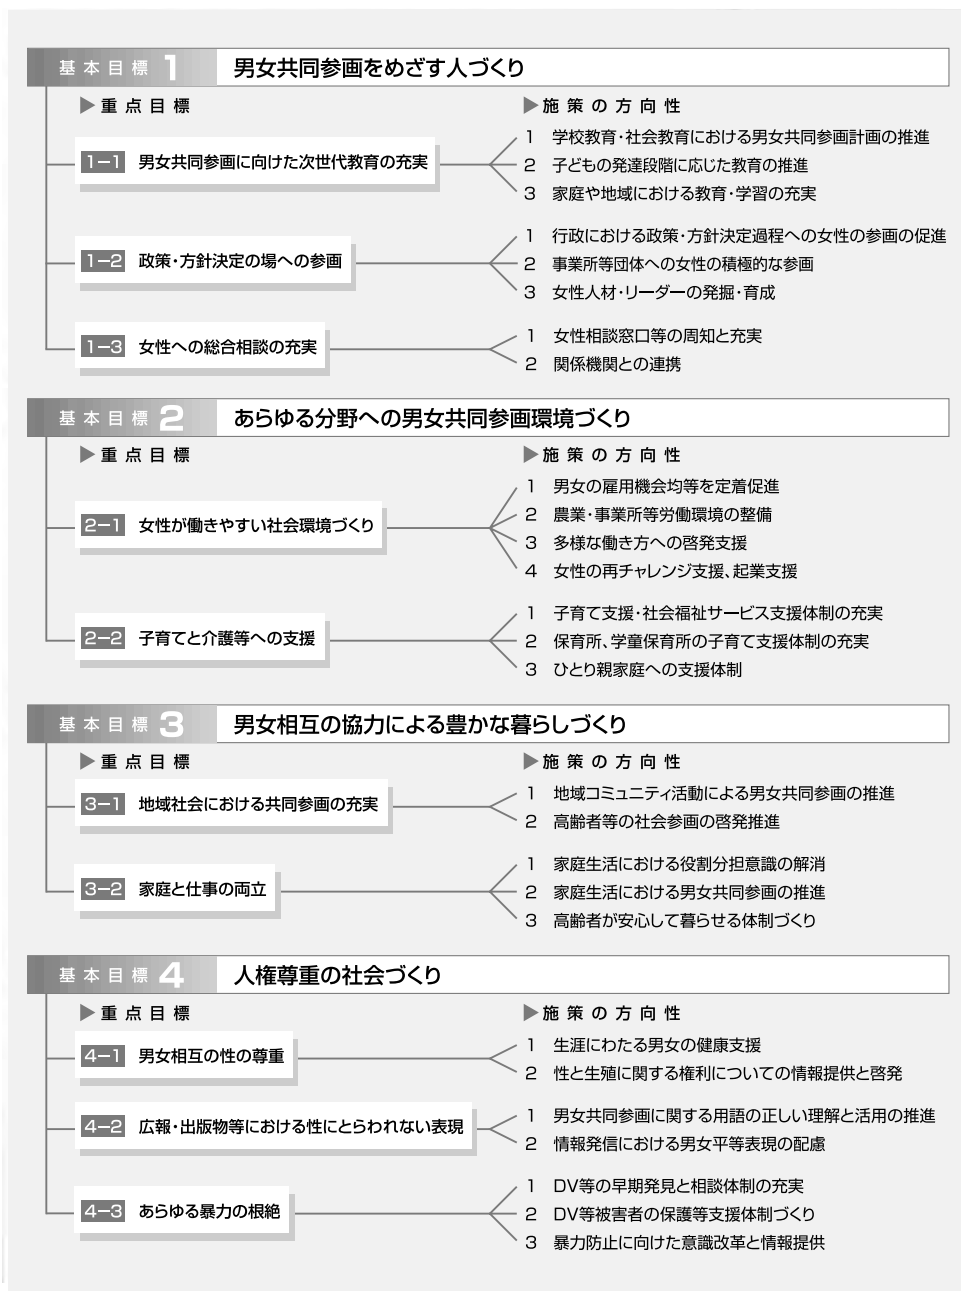 基本目標1 男女共同参画をめざす人づくり
▶重点目標 ▶施策の方向性
1-1 男女共同参画に向けた次世代教育の充実
1 学校教育・社会教育における男女共同参画計画の推進
2 子どもの発達段階に応じた教育の推進
3 家庭や地域における教育・学習の充実
1-2 政策・方針決定の場への参画
1 行政における政策・方針決定過程への女性の参画の促進
2 事業所等団体への女性の積極的な参画
3 女性人材・リーダーの発掘・育成
1-3 女性への総合相談の充実
1 女性相談窓口等の周知と充実
2 関係機関との連携
基本目標2 あらゆる分野への男女共同参画環境づくり
▶重点目標 ▶施策の方向性
2-1 女性が働きやすい社会環境づくり
1 男女の雇用機会均等を定着促進
2 農業・事業所等労働環境の整備
3 多様な働き方への啓発支援
4 女性の再チャレンジ支援、起業支援
2-2 子育てと介護等への支援
1 子育て支援・社会福祉サービス支援体制の充実
2 保育所、学童保育所の子育て支援体制の充実
3 ひとり親家庭への支援体制
基本目標3 男女相互の協力による豊かな暮らしづくり
▶重点目標 ▶施策の方向性
3-1 地域社会における共同参画の充実
1 地域コミュニティ活動による男女共同参画の推進
2 高齢者等の社会参画の啓発推進
3-2 家庭と仕事の両立
1 家庭生活における役割分担意識の解消
2 家庭生活における男女共同参画の推進
3 高齢者が安心して暮らせる体制づくり
基本目標4 人権尊重の社会づくり
▶重点目標 ▶施策の方向性
4-1 男女相互の性の尊重
1 生涯にわたる男女の健康支援
2 性と生殖に関する権利についての情報提供と啓発
4-2 広報・出版物等における性にとらわれない表現
1 男女共同参画に関する用語の正しい理解と活用の推進
2 情報発信における男女平等表現の配慮
4-3 あらゆる暴力の根絶
1 DV等の早期発見と相談体制の充実
2 DV等被害者の保護等支援体制づくり
3 暴力防止に向けた意識改革と情報提供